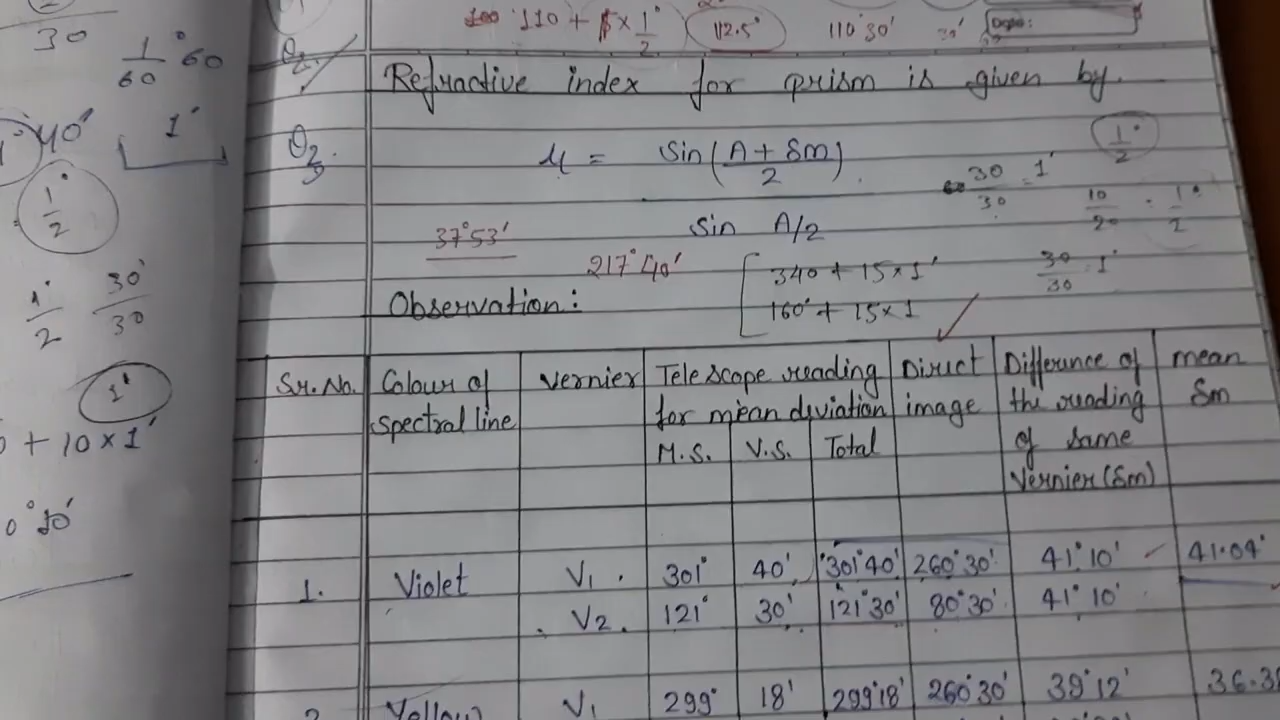 110 + 5 × 1°/2 112.5° 110°30' 30' Date:
30
1°/60 60
Refractive index for prism is given by.
40' 1'
μ = Sin(A + δm)/2
1°/2
30/30 = 1'
10/20 = 1°/2
1°/2
37°53'
Sin A/2
217°40'
340 + 15×1'
30/30 1'
Observation:
160° + 15×1
1°/2 30'/30
1'
+ 10 × 1'
Sr.No. Colour of spectral line Vernier Telescope reading for mean deviation Direct image Difference of the reading of same Vernier (δm) mean δm
M.S. V.S. Total
1. Violet V1. 301° 40' 301°40' 260°30' 41°10' 41.04°
V2. 121° 30' 121°30' 80°30' 41°10'
2 Yellow V1 299° 18' 299°18' 260°30' 39°12'